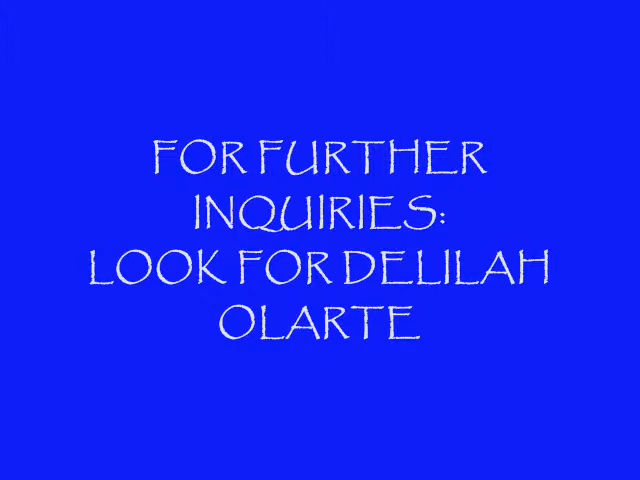 FOR FURTHER
INQUIRIES:
LOOK FOR DELILAH
OLARTE